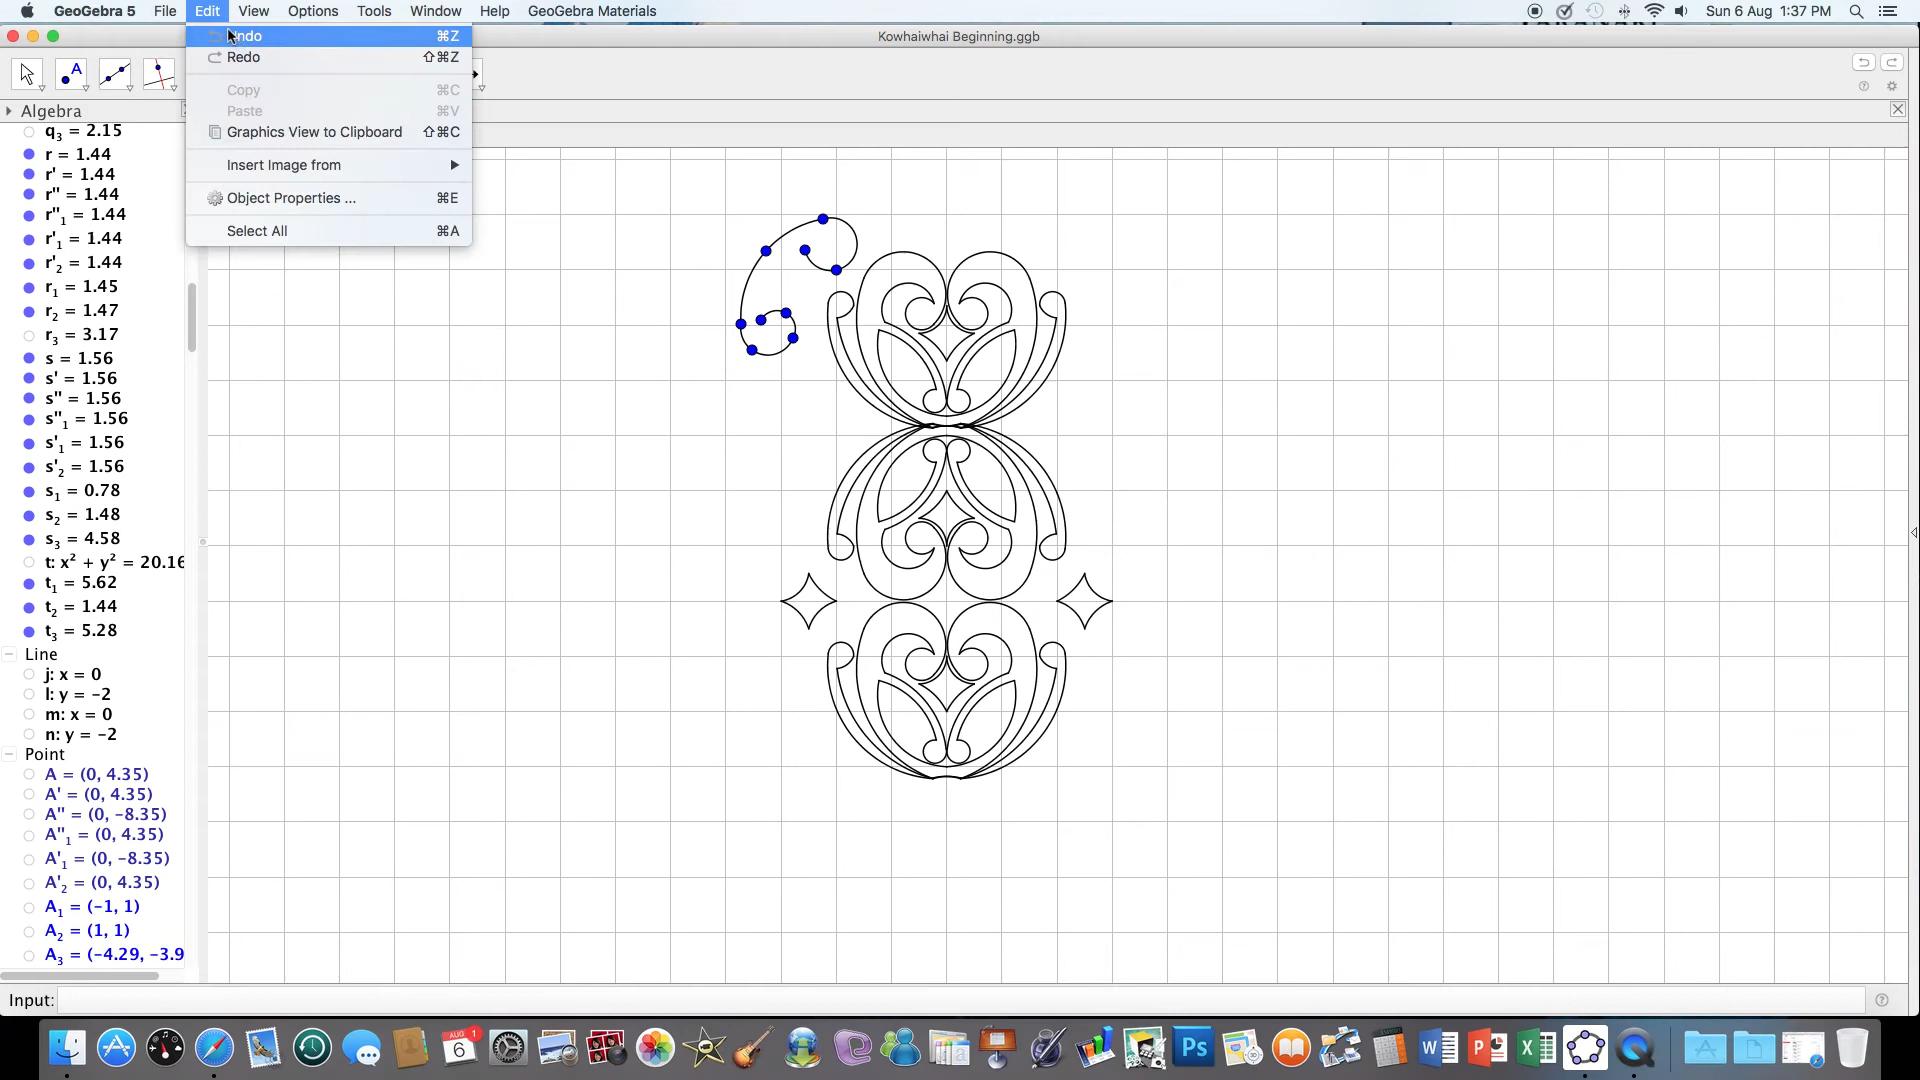 GeoGebra 5 File Edit View Options Tools Window Help GeoGebra Materials Sun 6 Aug 1:37 PM
Kowhaiwhai Beginning.ggb
Undo ⌘Z
Redo ⇧⌘Z
Copy ⌘C
Paste ⌘V
Graphics View to Clipboard ⇧⌘C
Insert Image from ▶
Object Properties ... ⌘E
Select All ⌘A
A
Algebra
q₃ = 2.15
r = 1.44
r' = 1.44
r'' = 1.44
r''₁ = 1.44
r'₁ = 1.44
r'₂ = 1.44
r₁ = 1.45
r₂ = 1.47
r₃ = 3.17
s = 1.56
s' = 1.56
s'' = 1.56
s''₁ = 1.56
s'₁ = 1.56
s'₂ = 1.56
s₁ = 0.78
s₂ = 1.48
s₃ = 4.58
t: x² + y² = 20.16
t₁ = 5.62
t₂ = 1.44
t₃ = 5.28
Line
j: x = 0
l: y = −2
m: x = 0
n: y = −2
Point
A = (0, 4.35)
A' = (0, 4.35)
A'' = (0, −8.35)
A''₁ = (0, 4.35)
A'₁ = (0, −8.35)
A'₂ = (0, 4.35)
A₁ = (−1, 1)
A₂ = (1, 1)
A₃ = (−4.29, −3.9
Input:
AUG 1
6
Ps
W P X